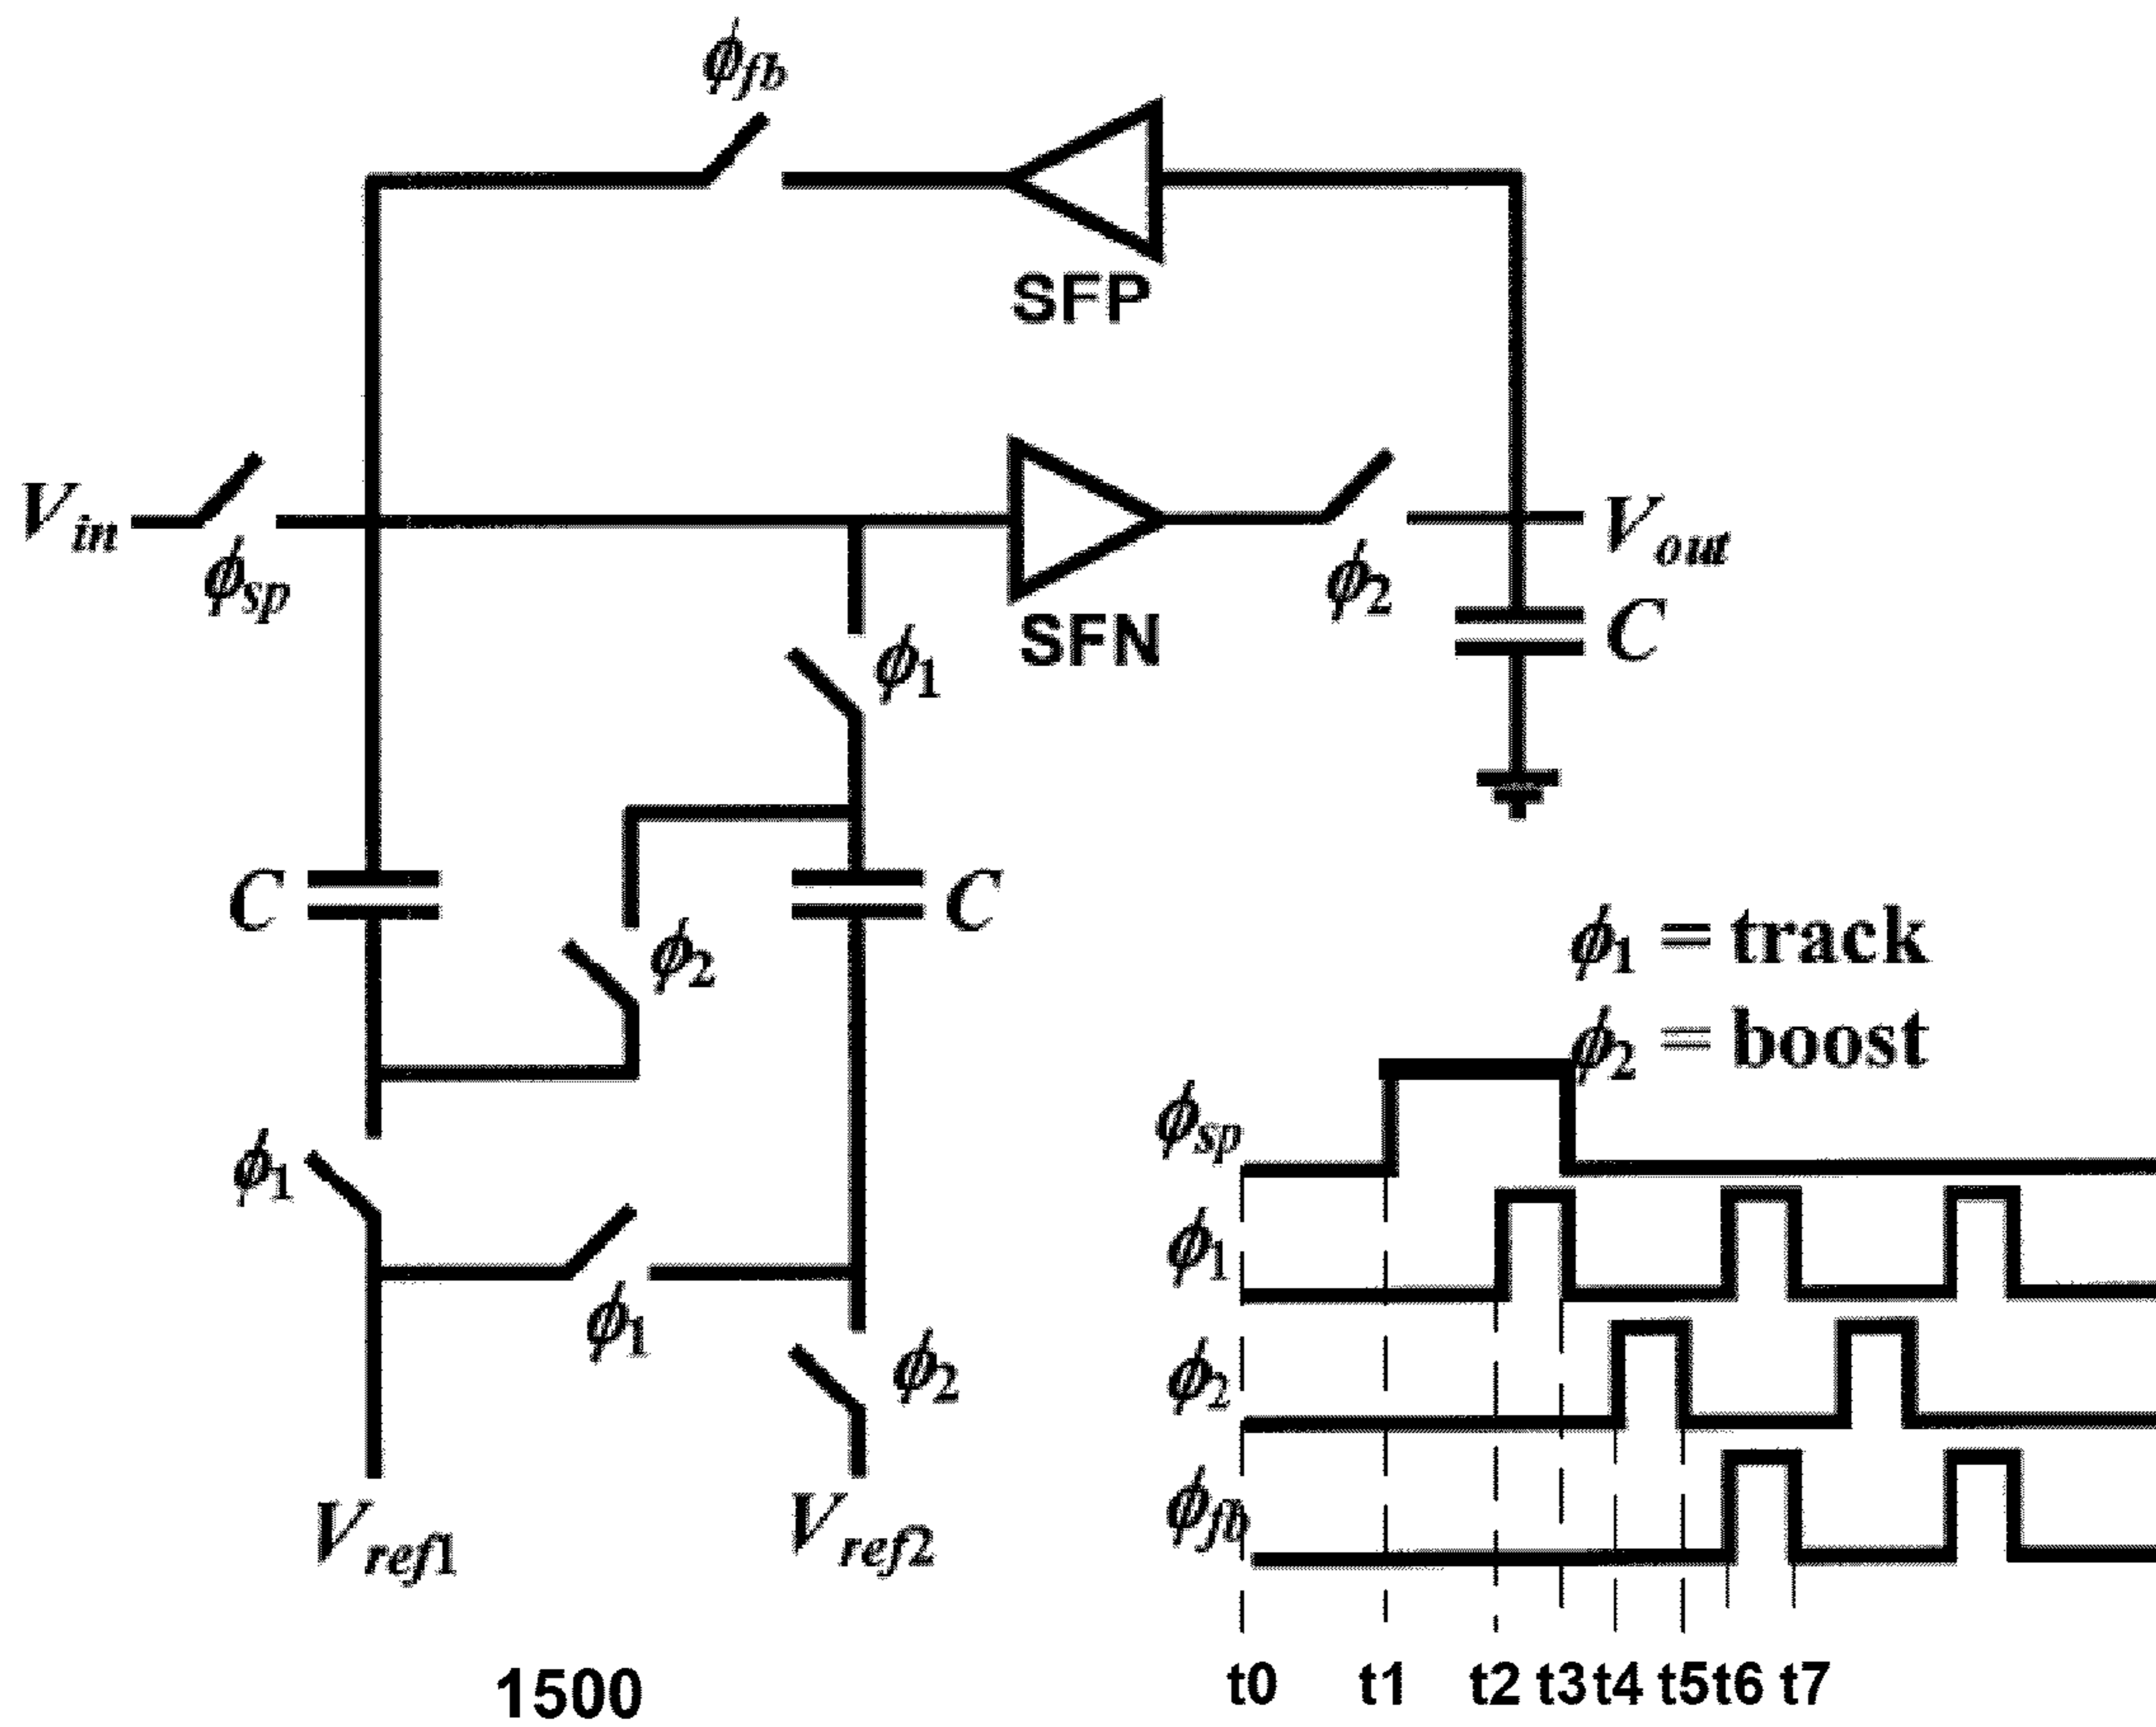 ϕfb
SFP
Vin
ϕsp
SFN
ϕ2
Vout
C
ϕ1
C
ϕ2
C
ϕ1
ϕ1
ϕ2
Vref1
Vref2
1500
ϕ1 = track
ϕ2 = boost
ϕsp
ϕ1
ϕ2
ϕfb
t0 t1 t2 t3 t4 t5 t6 t7